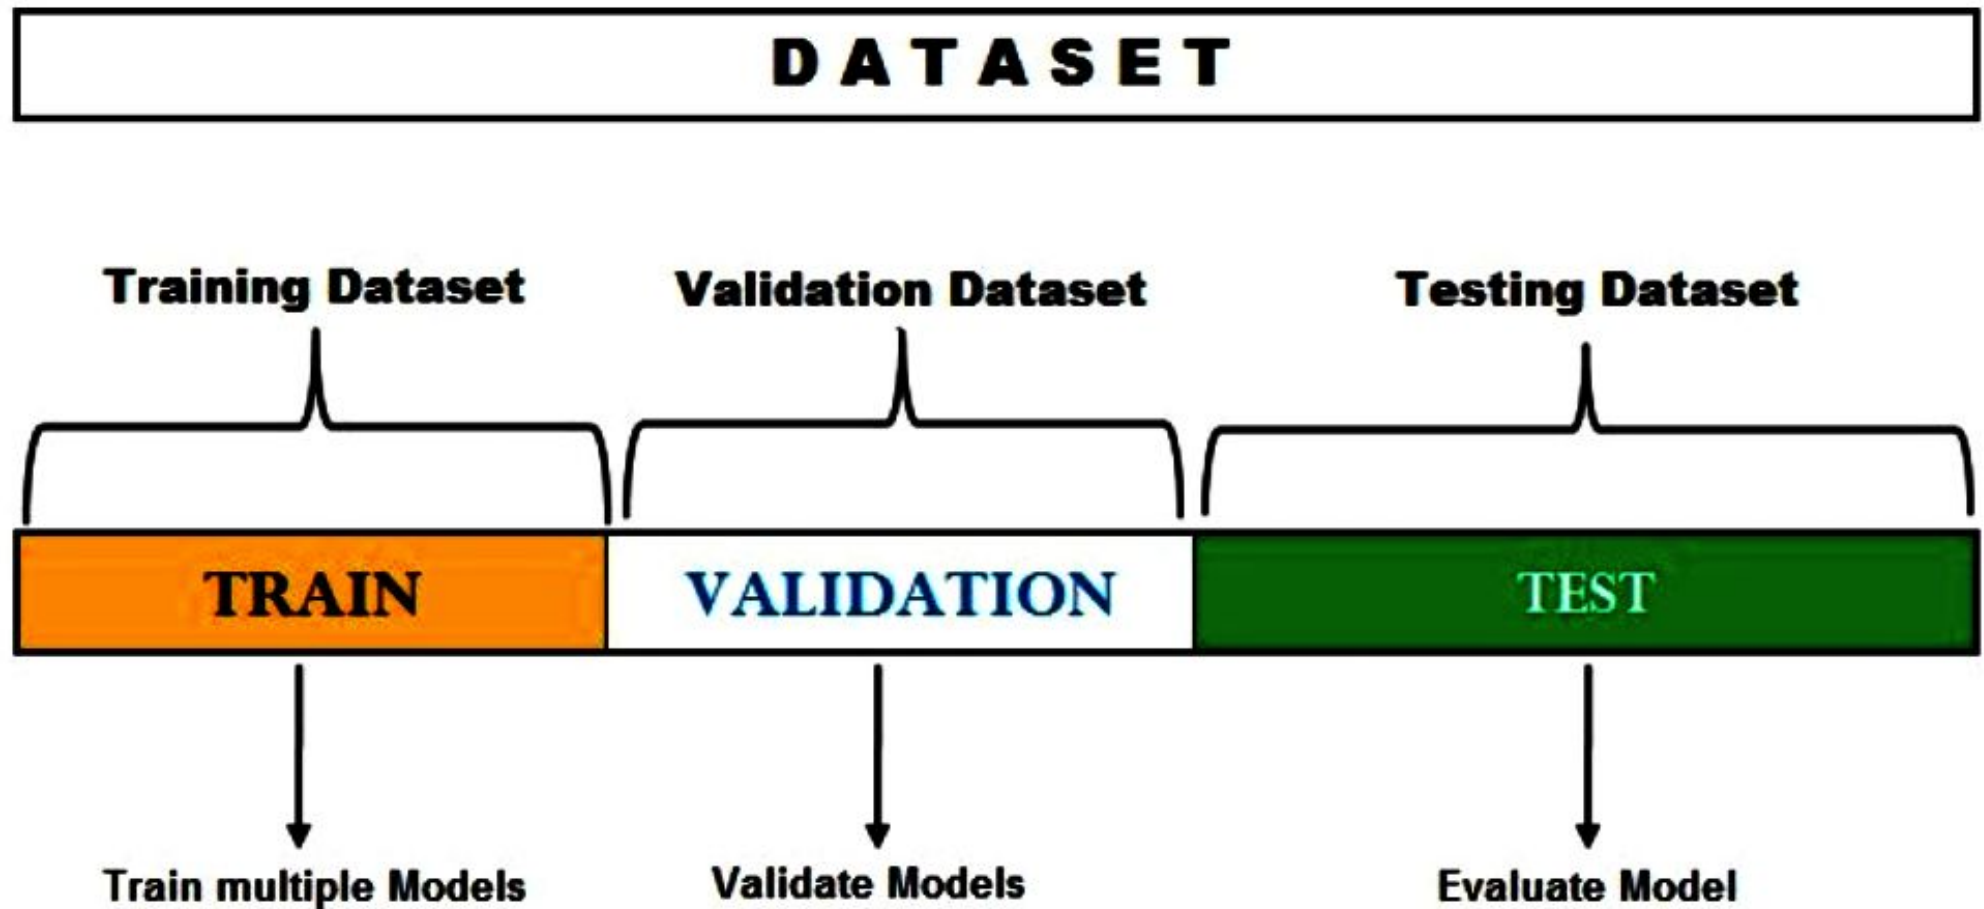 DATASET
Training Dataset
Validation Dataset
Testing Dataset
TRAIN
VALIDATION
TEST
Train multiple Models
Validate Models
Evaluate Model